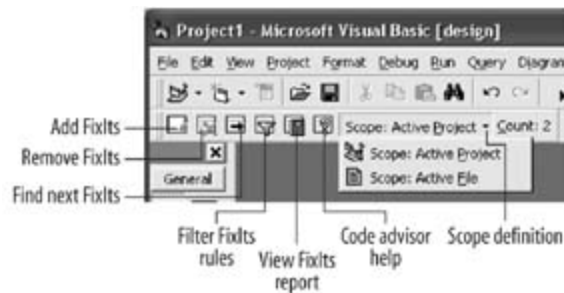 Project1 - Microsoft Visual Basic [design]
File Edit View Project Format Debug Run Query Diagram
Add FixIts
Scope: Active Project
Count: 2
Remove FixIts
Scope: Active Project
General
Scope: Active File
Find next FixIts
Filter FixIts
rules
View FixIts
report
Code advisor
help
Scope definition